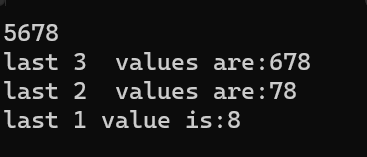 5678
last 3  values are:678
last 2  values are:78
last 1 value is:8